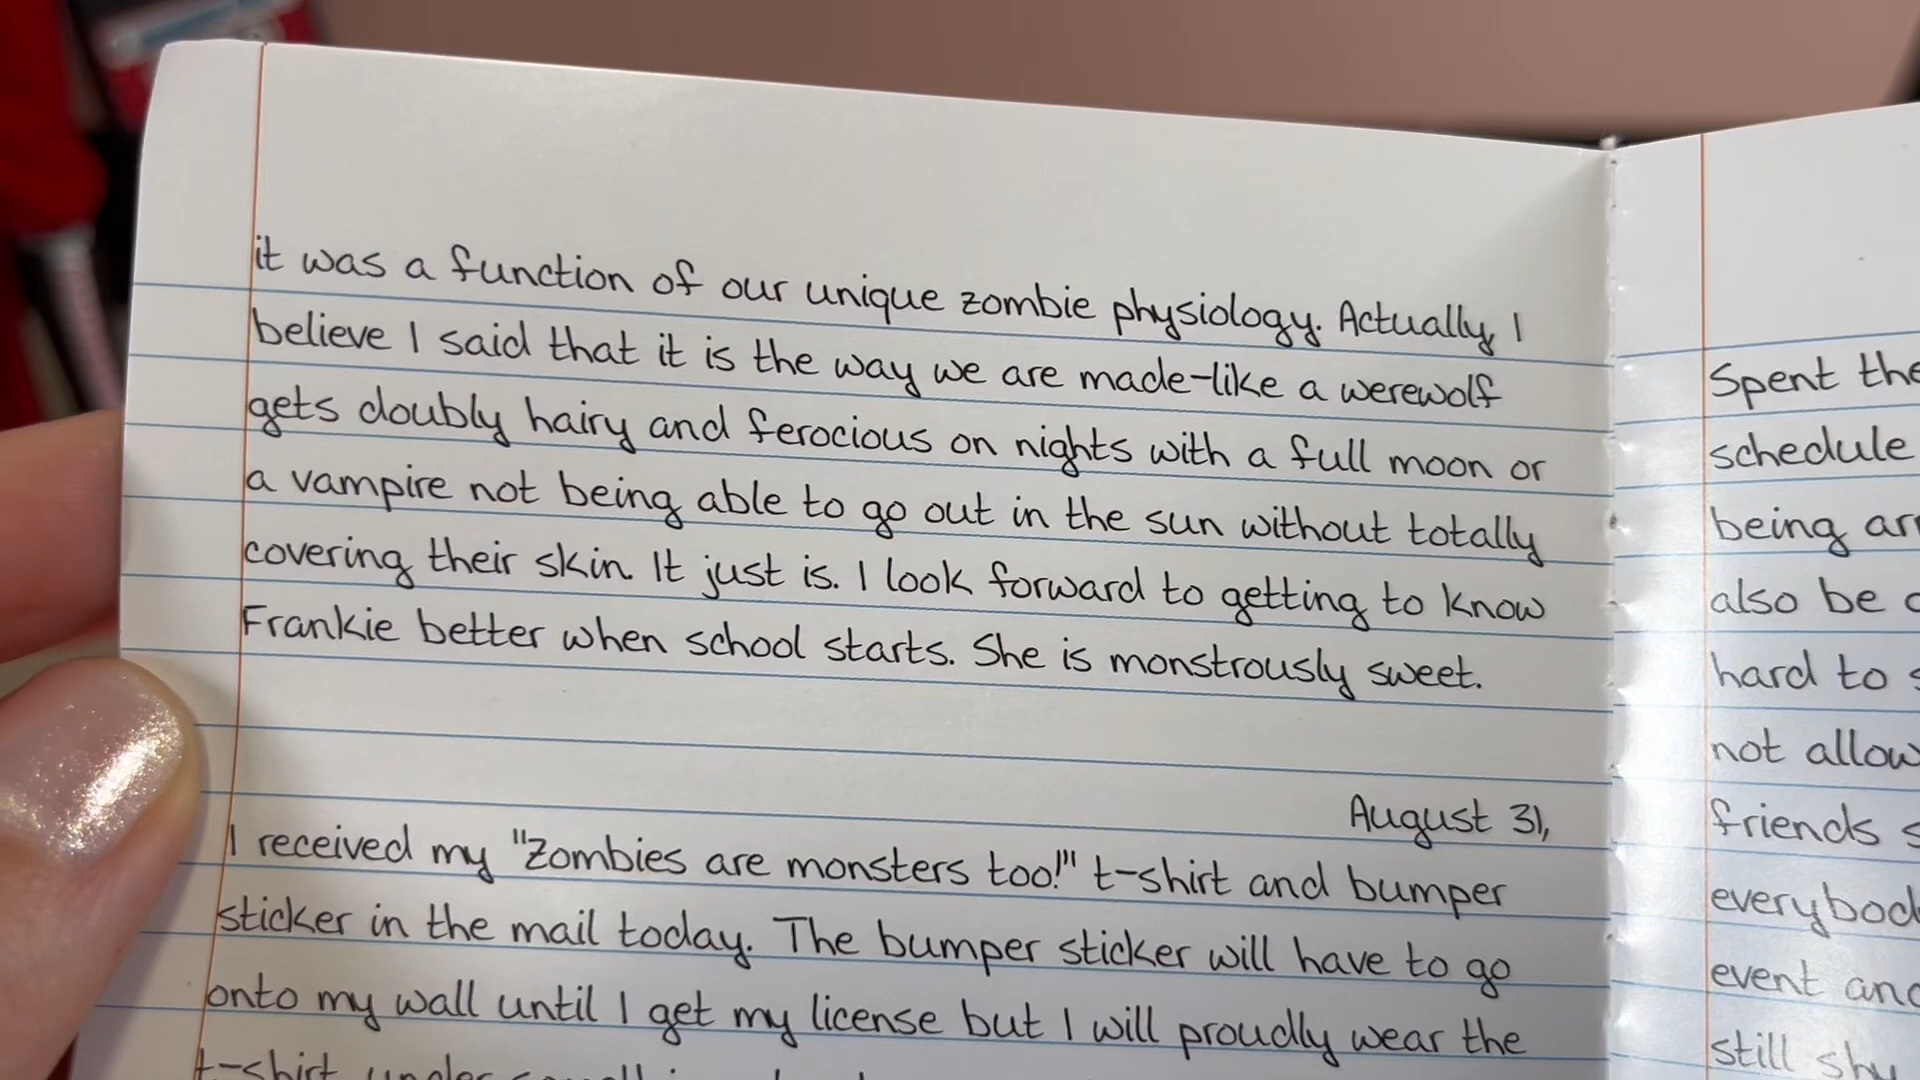 it was a function of our unique zombie physiology. Actually, I
believe I said that it is the way we are made-like a werewolf
gets doubly hairy and ferocious on nights with a full moon or
a vampire not being able to go out in the sun without totally
covering their skin. It just is. I look forward to getting to know
Frankie better when school starts. She is monstrously sweet.
August 31,
I received my "Zombies are monsters too!" t-shirt and bumper
sticker in the mail today. The bumper sticker will have to go
onto my wall until I get my license but I will proudly wear the
t-shirt under
Spent the
schedule
being
also be
hard to
not allow
friends
event
still